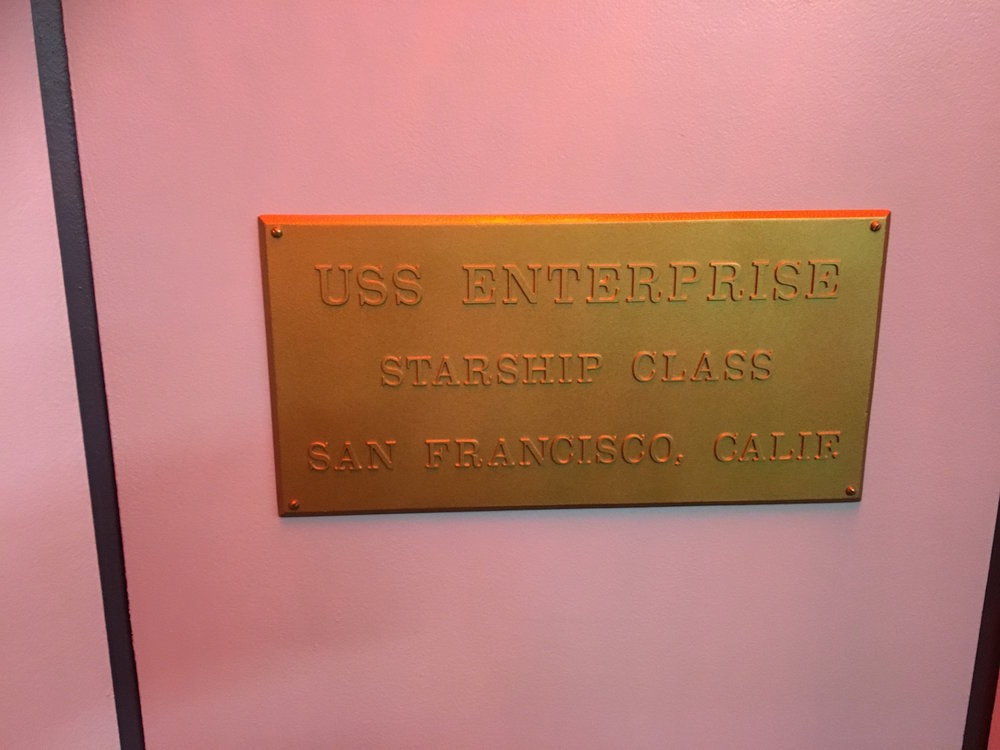 USS ENTERPRISE
STARSHIP CLASS
SAN FRANCISCO, CALIF.